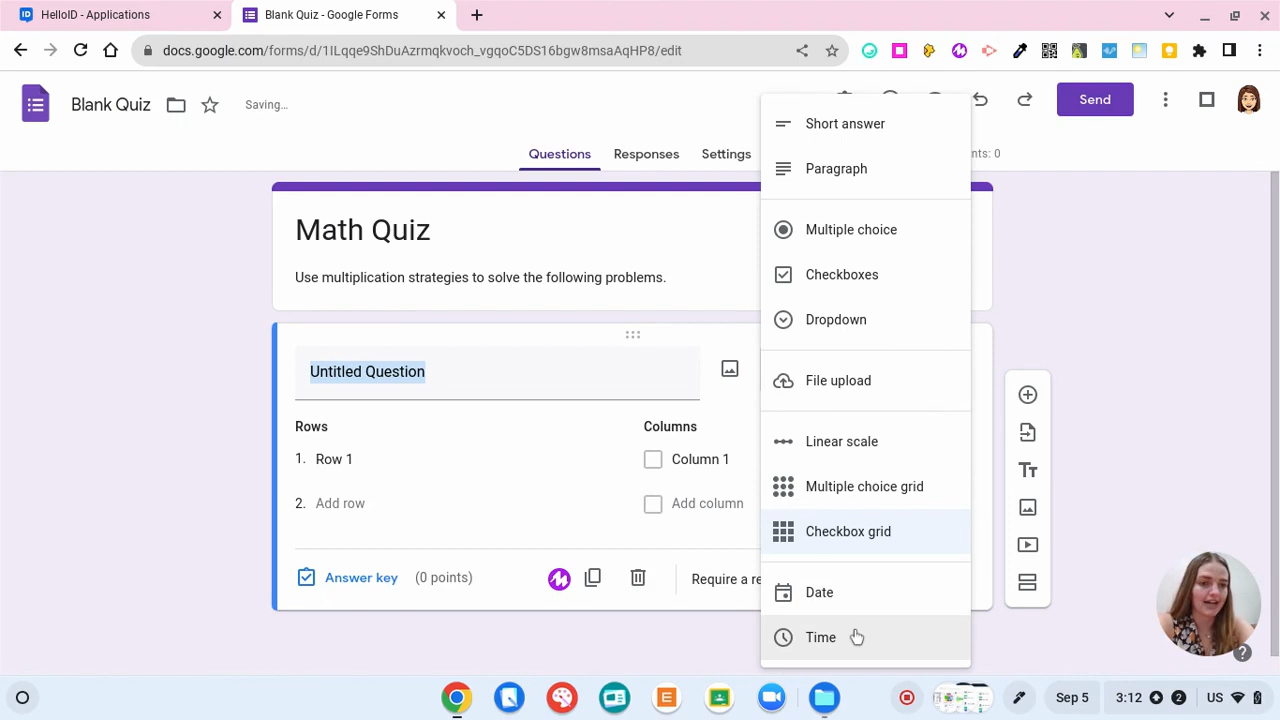 HelloID - Applications
Blank Quiz - Google Forms
docs.google.com/forms/d/1ILqqe9ShDuAzrmqkvoch_vgqoC5DS16bgw8msaAqHP8/edit
Blank Quiz
Saving...
Send
Questions
Responses
Settings
nts: 0
Math Quiz
Use multiplication strategies to solve the following problems.
Untitled Question
Rows
Columns
1. Row 1
Column 1
2. Add row
Add column
Answer key
(0 points)
Require a re
Short answer
Paragraph
Multiple choice
Checkboxes
Dropdown
File upload
Linear scale
Multiple choice grid
Checkbox grid
Date
Time
Tт
Sep 5
3:12
2
US